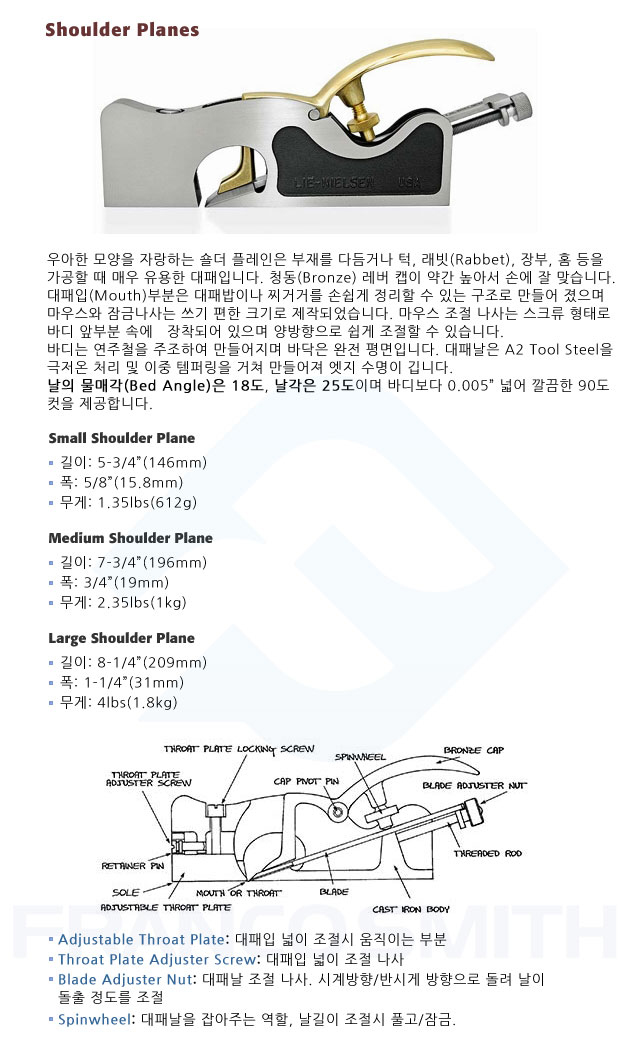 Shoulder Planes
LIE-NIELSEN USA
우아한 모양을 자랑하는 숄더 플레인은 부재를 다듬거나 턱, 래빗(Rabbet), 장부, 홈 등을
가공할 때 매우 유용한 대패입니다. 청동(Bronze) 레버 캡이 약간 높아서 손에 잘 맞습니다.
대패입(Mouth)부분은 대패밥이나 찌거거를 손쉽게 정리할 수 있는 구조로 만들어 졌으며
마우스와 잠금나사는 쓰기 편한 크기로 제작되었습니다. 마우스 조절 나사는 스크류 형태로
바디 앞부분 속에 장착되어 있으며 양방향으로 쉽게 조절할 수 있습니다.
바디는 연주철을 주조하여 만들어지며 바닥은 완전 평면입니다. 대패날은 A2 Tool Steel을
극저온 처리 및 이중 템퍼링을 거쳐 만들어져 엣지 수명이 깁니다.
날의 물매각(Bed Angle)은 18도, 날각은 25도이며 바디보다 0.005” 넓어 깔끔한 90도
컷을 제공합니다.
Small Shoulder Plane
길이: 5-3/4”(146mm)
폭: 5/8”(15.8mm)
무게: 1.35lbs(612g)
Medium Shoulder Plane
길이: 7-3/4”(196mm)
폭: 3/4”(19mm)
무게: 2.35lbs(1kg)
Large Shoulder Plane
길이: 8-1/4”(209mm)
폭: 1-1/4”(31mm)
무게: 4lbs(1.8kg)
THROAT PLATE LOCKING SCREW
SPINWHEEL
BRONZE CAP
THROAT PLATE
ADJUSTER SCREW
CAP PIVOT PIN
BLADE ADJUSTER NUT
RETAINER PIN
THREADED ROD
SOLE
MOUTH OR THROAT
BLADE
ADJUSTABLE THROAT PLATE
CAST IRON BODY
FRANCOSMITH
Adjustable Throat Plate: 대패입 넓이 조절시 움직이는 부분
Throat Plate Adjuster Screw: 대패입 넓이 조절 나사
Blade Adjuster Nut: 대패날 조절 나사. 시계방향/반시게 방향으로 돌려 날이
돌출 정도를 조절
Spinwheel: 대패날을 잡아주는 역할, 날길이 조절시 풀고/잠금.